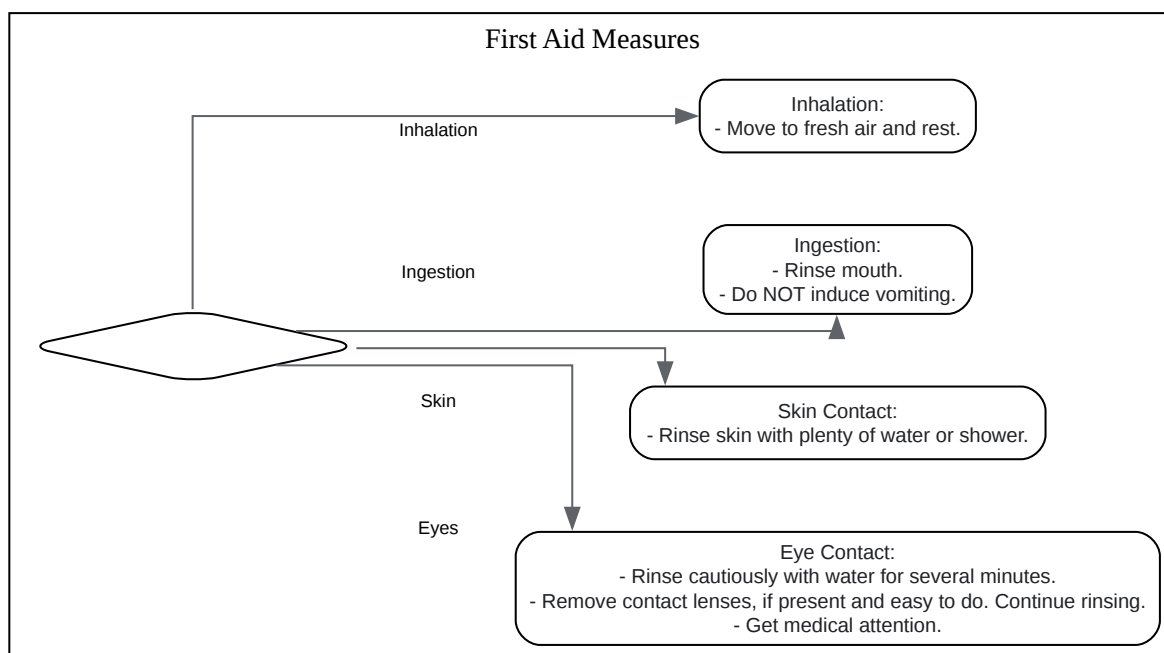 First Aid Measures
Inhalation
Inhalation:
- Move to fresh air and rest.
Ingestion
Ingestion:
- Rinse mouth.
- Do NOT induce vomiting.
Skin
Skin Contact:
- Rinse skin with plenty of water or shower.
Eyes
Eye Contact:
- Rinse cautiously with water for several minutes.
- Remove contact lenses, if present and easy to do. Continue rinsing.
- Get medical attention.